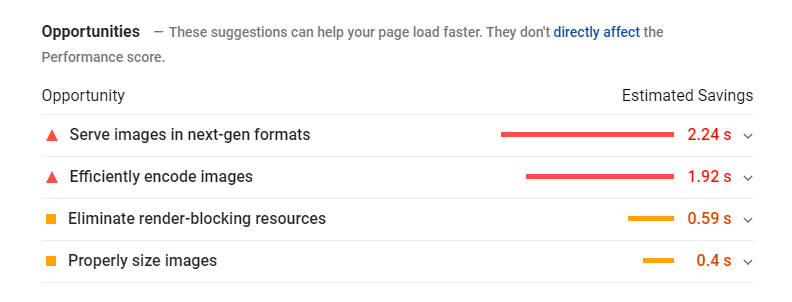 Opportunities — These suggestions can help your page load faster. They don't directly affect the
Performance score.
Opportunity Estimated Savings
Serve images in next-gen formats 2.24 s
Efficiently encode images 1.92 s
Eliminate render-blocking resources 0.59 s
Properly size images 0.4 s